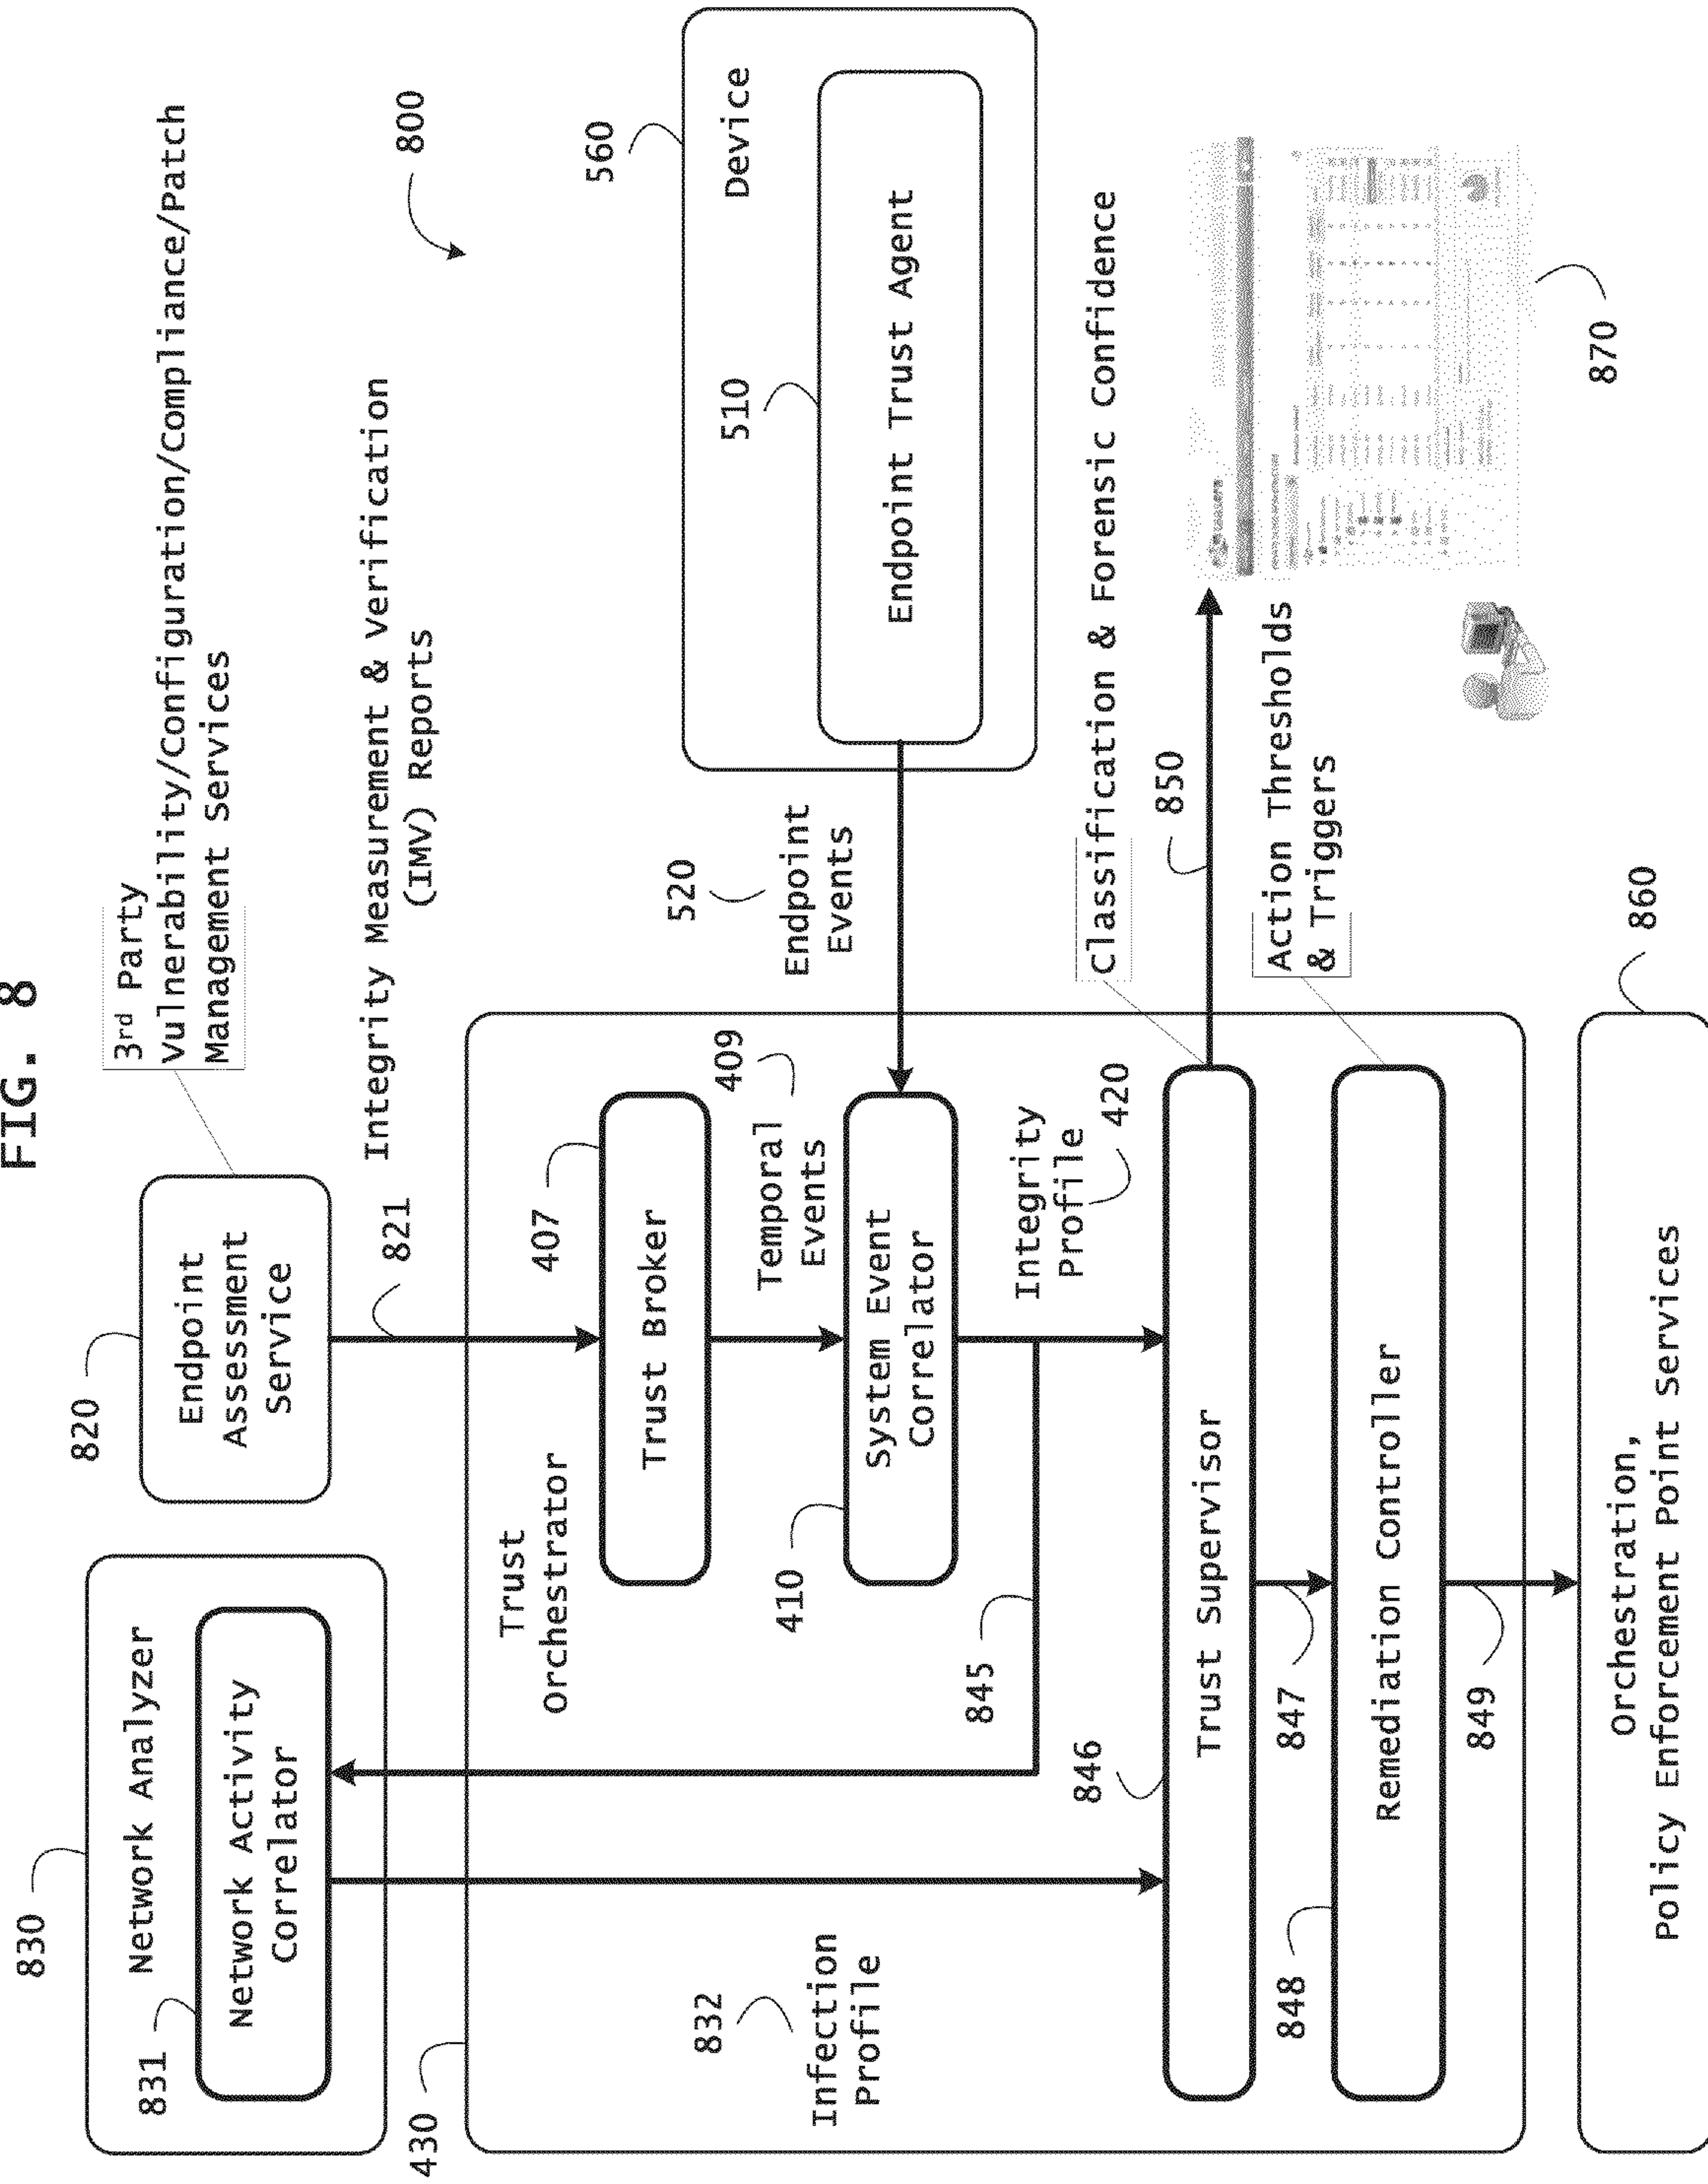 FIG. 8
830
Network Analyzer
831
Network Activity
Correlator
820
Endpoint
Assessment
Service
3rd Party
Vulnerability/Configuration/Compliance/Patch
Management Services
821
Integrity Measurement & Verification
(IMV) Reports
800
430
Trust
Orchestrator
407
Trust Broker
Temporal
Events
409
410
System Event
Correlator
520
Endpoint
Events
560
Device
510
Endpoint Trust Agent
832
Infection
Profile
845
Integrity
Profile
420
846
Trust Supervisor
Classification & Forensic Confidence
850
847
848
Remediation Controller
Action Thresholds
& Triggers
870
849
860
Orchestration,
Policy Enforcement Point Services